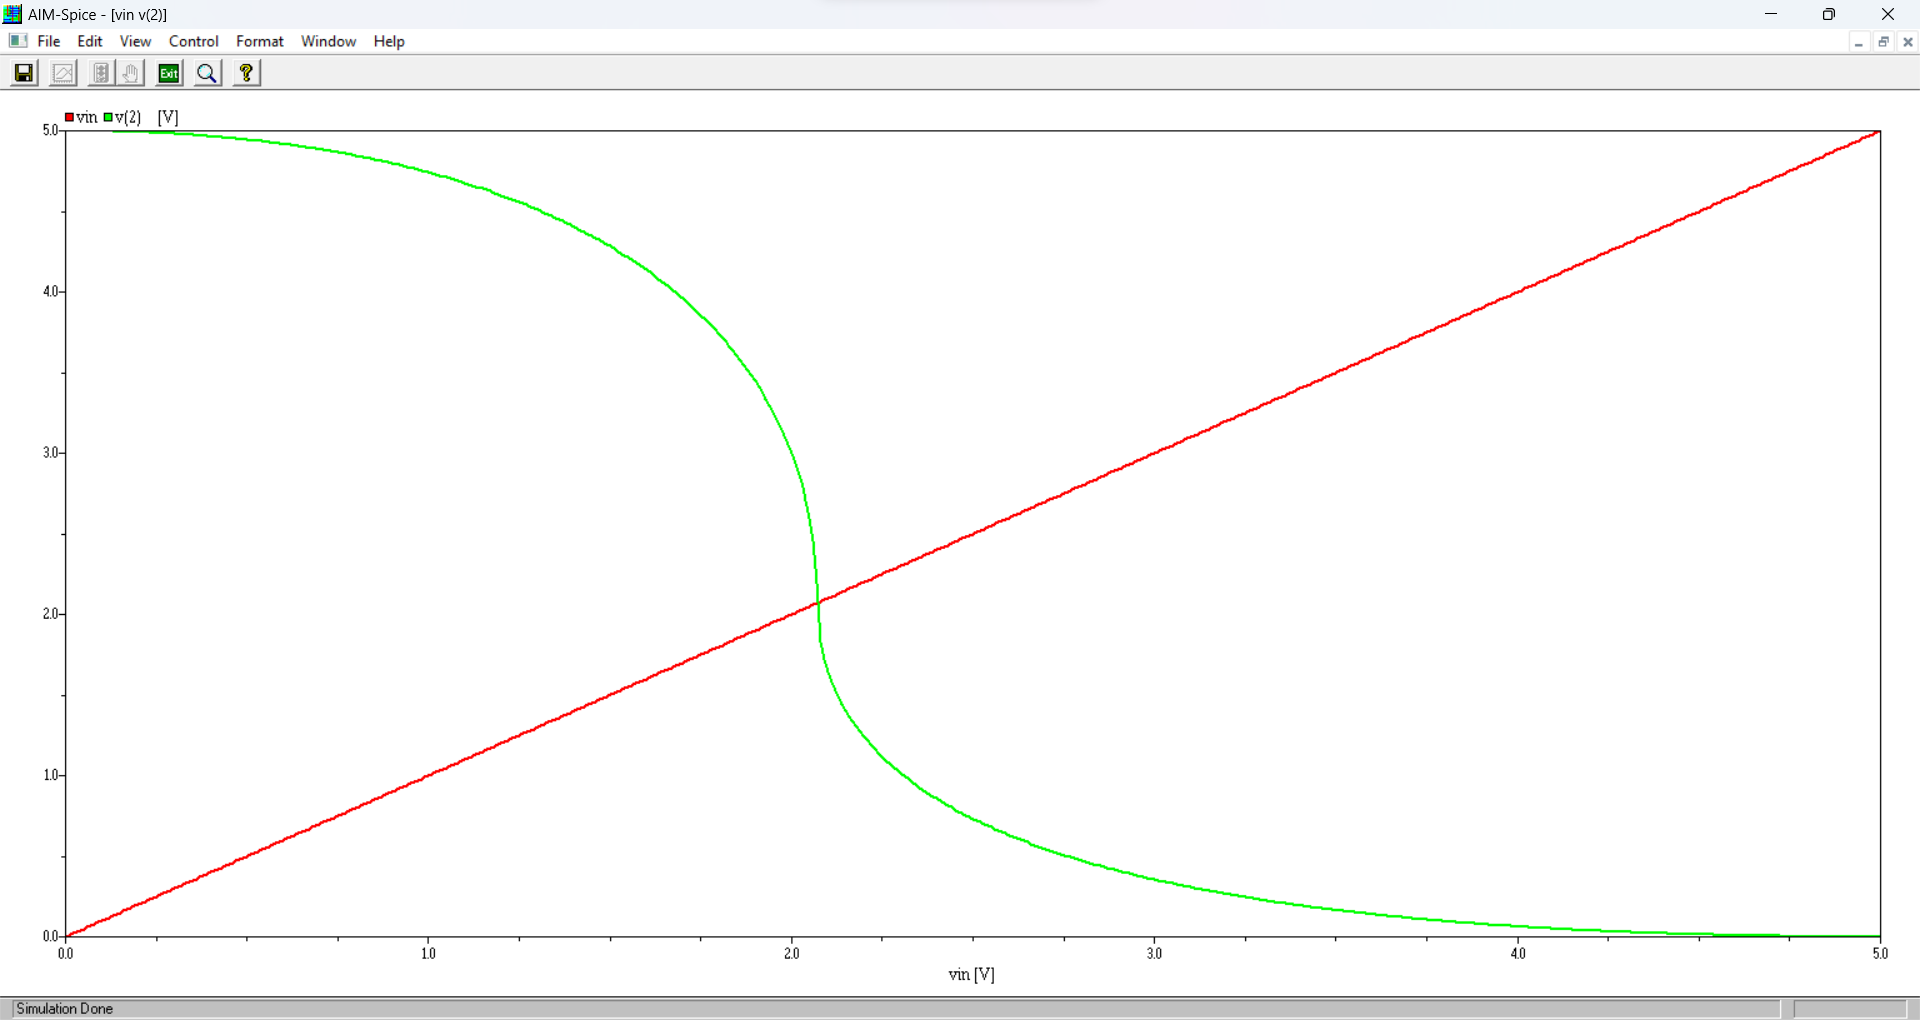 AIM-Spice - [vin v(2)]
File Edit View Control Format Window Help
Exit ?
vin v(2) [V]
5.0
4.0
3.0
2.0
1.0
0.0
0.0 1.0 2.0 3.0 4.0 5.0
vin [V]
Simulation Done